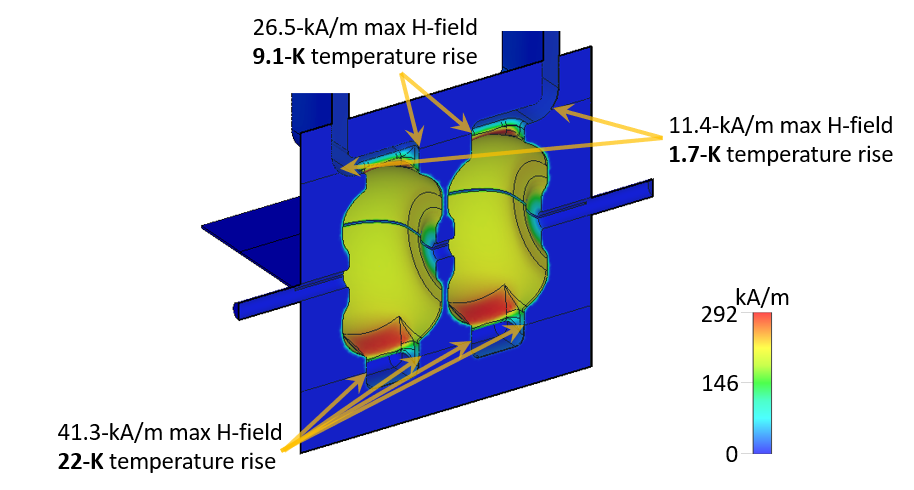 26.5-kA/m max H-field
9.1-K temperature rise
11.4-kA/m max H-field
1.7-K temperature rise
kA/m
292
146
0
41.3-kA/m max H-field
22-K temperature rise